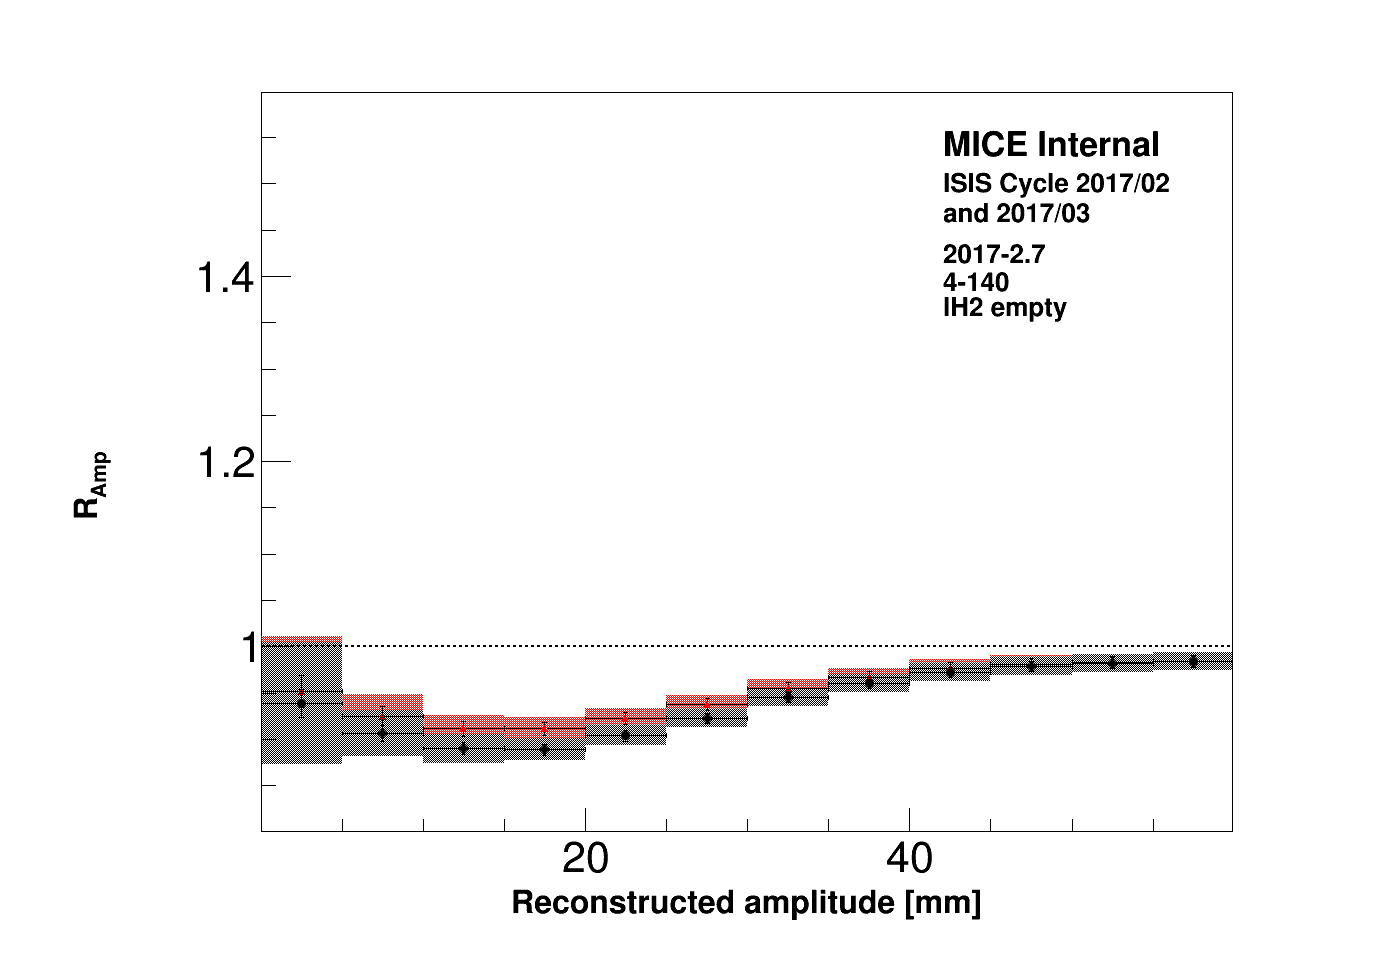 MICE Internal
ISIS Cycle 2017/02
and 2017/03
2017-2.7
4-140
lH2 empty
1.4
1.2
1
R_Amp
20
40
Reconstructed amplitude [mm]